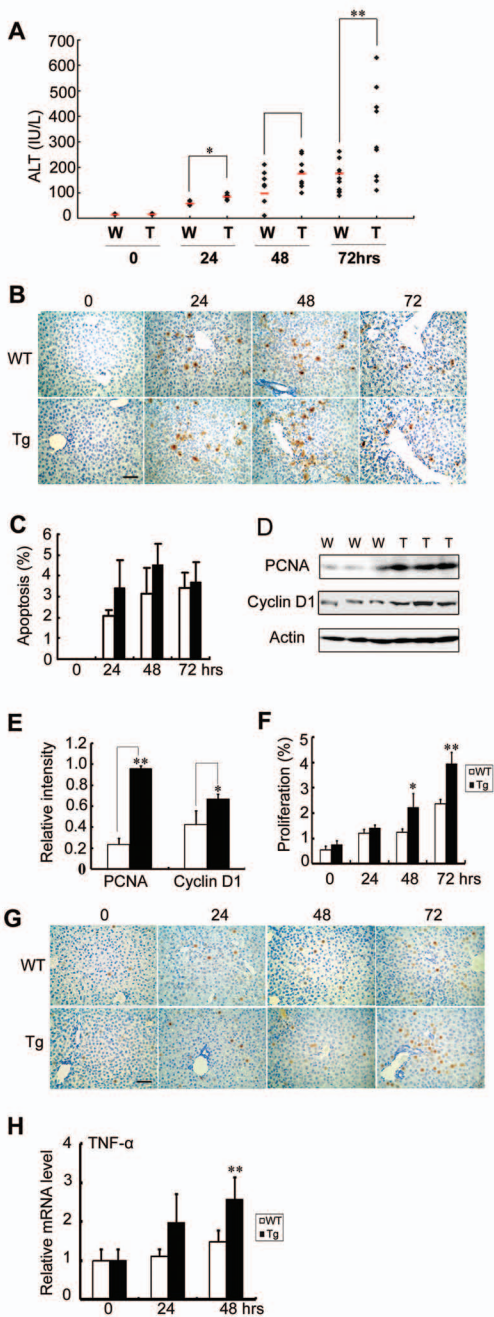 A
**
700
600
500
400
300
200
100
0
ALT (IU/L)
*
W T W T W T W T
0 24 48 72hrs
B
0 24 48 72
WT
Tg
C
6
5
4
3
2
1
0
Apoptosis (%)
0 24 48 72 hrs
D
W W W T T T
PCNA
Cyclin D1
Actin
E
1.2
1.0
0.8
0.6
0.4
0.2
0
Relative intensity
** *
PCNA Cyclin D1
F
5
4
3
2
1
0
Proliferation (%)
* **
WT
Tg
0 24 48 72 hrs
G
0 24 48 72
WT
Tg
H
TNF-α
4
3
2
1
0
Relative mRNA level
**
WT
Tg
0 24 48 hrs